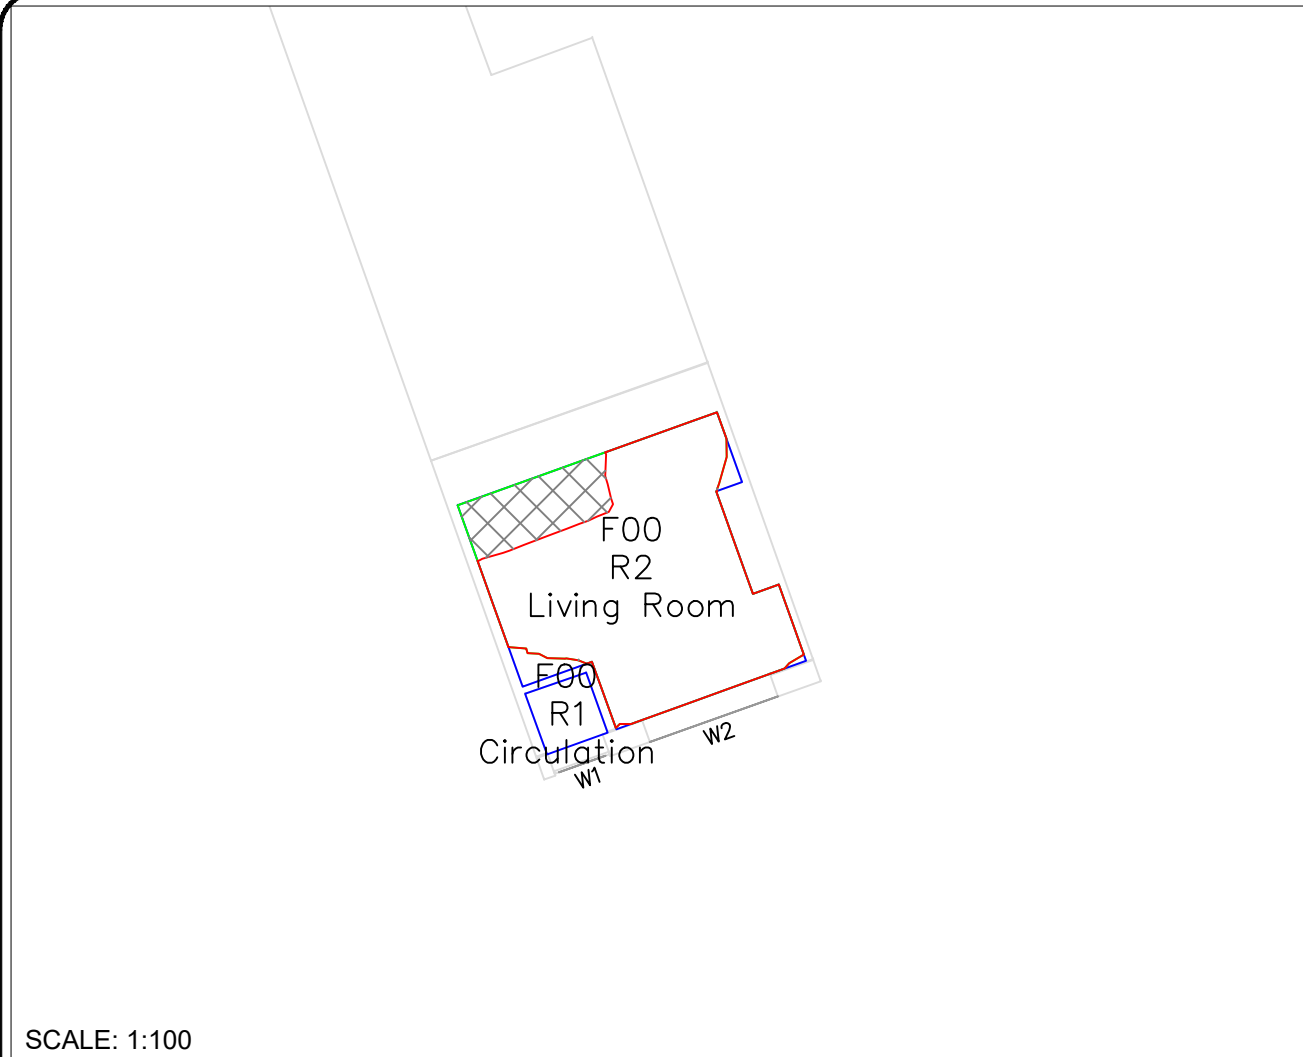 F00
R2
Living Room
F00
R1
Circulation
W1
W2
SCALE: 1:100